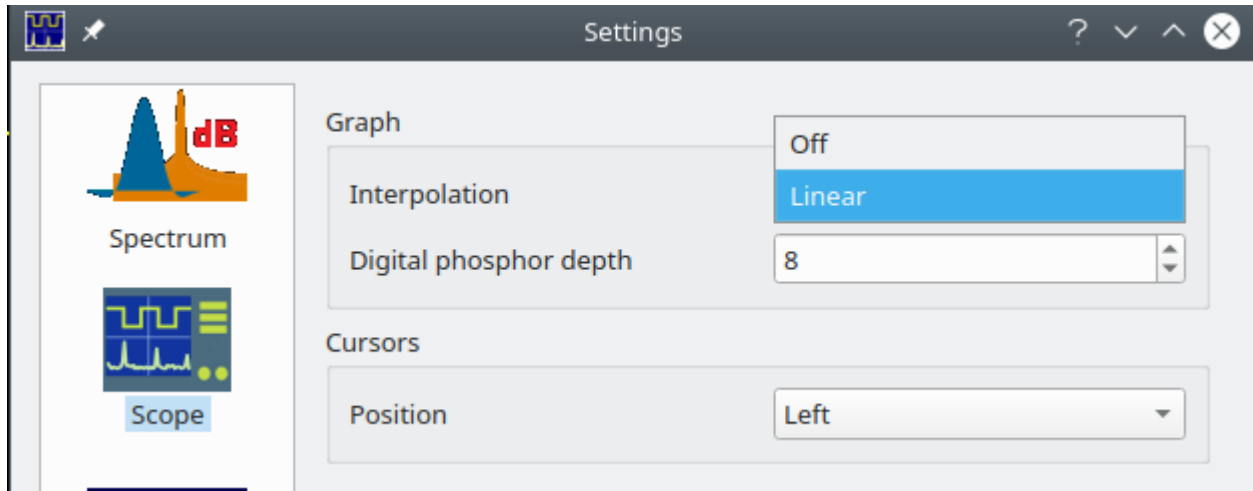 Settings
dB
Spectrum
Scope
Graph
Off
Interpolation
Linear
Digital phosphor depth
8
Cursors
Position
Left